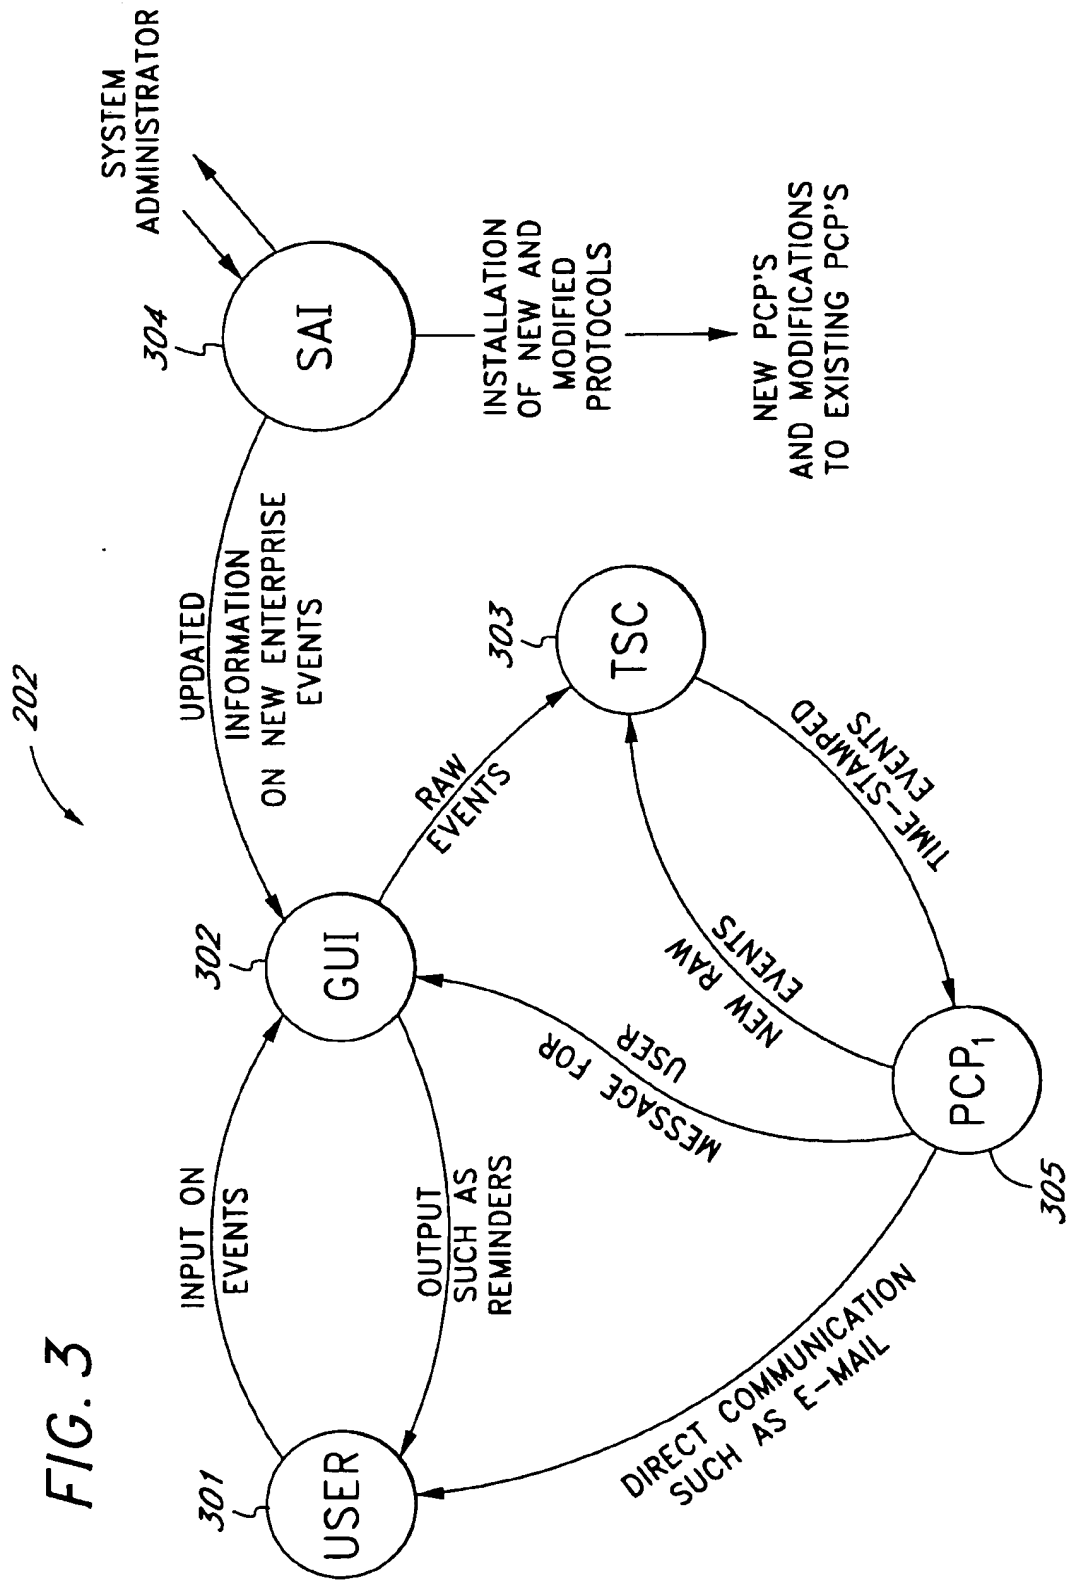 FIG. 3
202
301
USER
INPUT ON
EVENTS
OUTPUT
SUCH AS
REMINDERS
302
GUI
UPDATED
INFORMATION
ON NEW ENTERPRISE
EVENTS
304
SAI
SYSTEM
ADMINISTRATOR
INSTALLATION
OF NEW AND
MODIFIED
PROTOCOLS
NEW PCP'S
AND MODIFICATIONS
TO EXISTING PCP'S
RAW
EVENTS
303
TSC
TIME-STAMPED
EVENTS
NEW RAW
EVENTS
MESSAGE FOR
USER
PCP1
305
DIRECT COMMUNICATION
SUCH AS E-MAIL